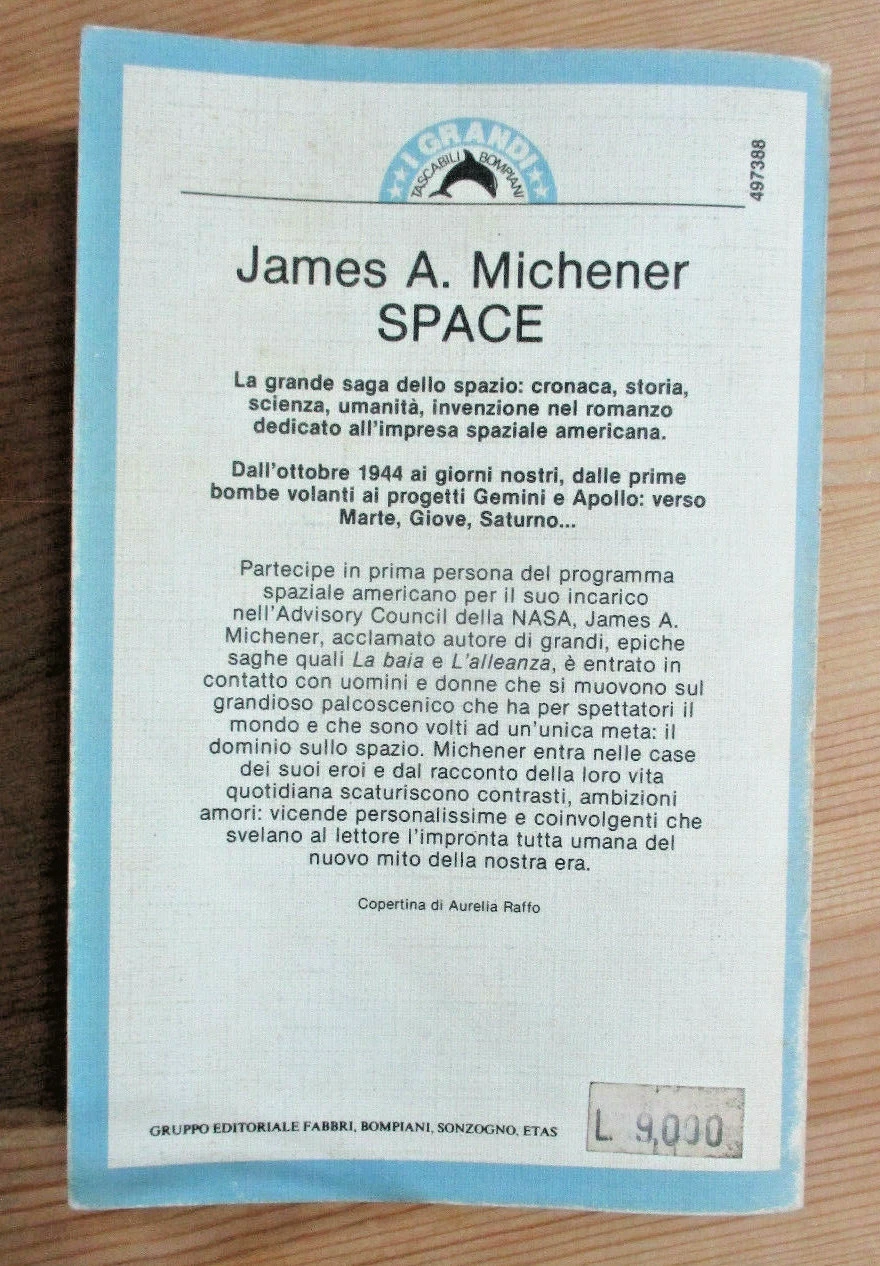 I GRANDI
TASCABILI BOMPIANI
497388
James A. Michener
SPACE
La grande saga dello spazio: cronaca, storia,
scienza, umanità, invenzione nel romanzo
dedicato all'impresa spaziale americana.
Dall'ottobre 1944 ai giorni nostri, dalle prime
bombe volanti ai progetti Gemini e Apollo: verso
Marte, Giove, Saturno...
Partecipe in prima persona del programma
spaziale americano per il suo incarico
nell'Advisory Council della NASA, James A.
Michener, acclamato autore di grandi, epiche
saghe quali La baia e L'alleanza, è entrato in
contatto con uomini e donne che si muovono sul
grandioso palcoscenico che ha per spettatori il
mondo e che sono volti ad un'unica meta: il
dominio sullo spazio. Michener entra nelle case
dei suoi eroi e dal racconto della loro vita
quotidiana scaturiscono contrasti, ambizioni
amori: vicende personalissime e coinvolgenti che
svelano al lettore l'impronta tutta umana del
nuovo mito della nostra era.
Copertina di Aurelia Raffo
GRUPPO EDITORIALE FABBRI, BOMPIANI, SONZOGNO, ETAS
L 9,000